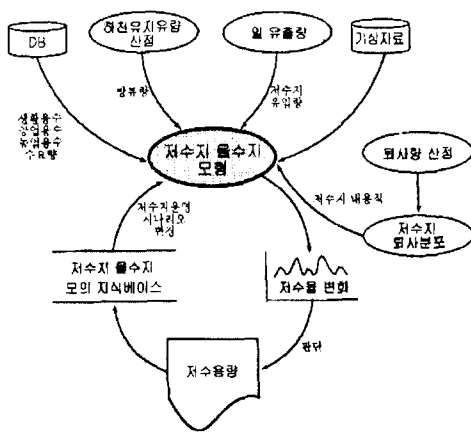 DB
하천유지유량
산정
일 유출량
기상자료
생활용수
공업용수
농업용수
수요량
방류량
저수지
유입량
저수지 물수지
모형
퇴사량 산정
저수지
퇴사분포
저수지 내용적
저수지운영
시나리오
변경
저수지 물수지
모의 지식베이스
저수율 변화
판단
저수용량